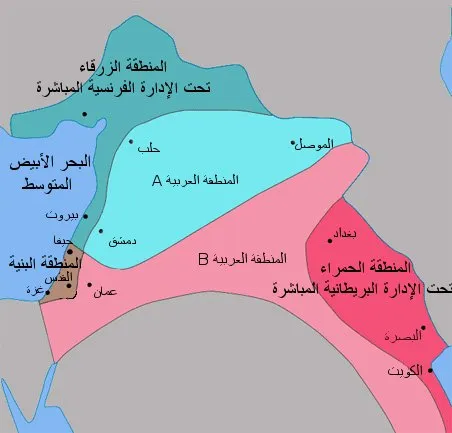 المنطقة الزرقاء
تحت الإدارة الفرنسية المباشرة
حلب
الموصل
المنطقة العربية A
البحر الأبيض
المتوسط
بيروت
دمشق
حيفا
المنطقة البنية
القدس
غزة
عمان
المنطقة العربية B
بغداد
المنطقة الحمراء
تحت الإدارة البريطانية المباشرة
البصرة
الكويت